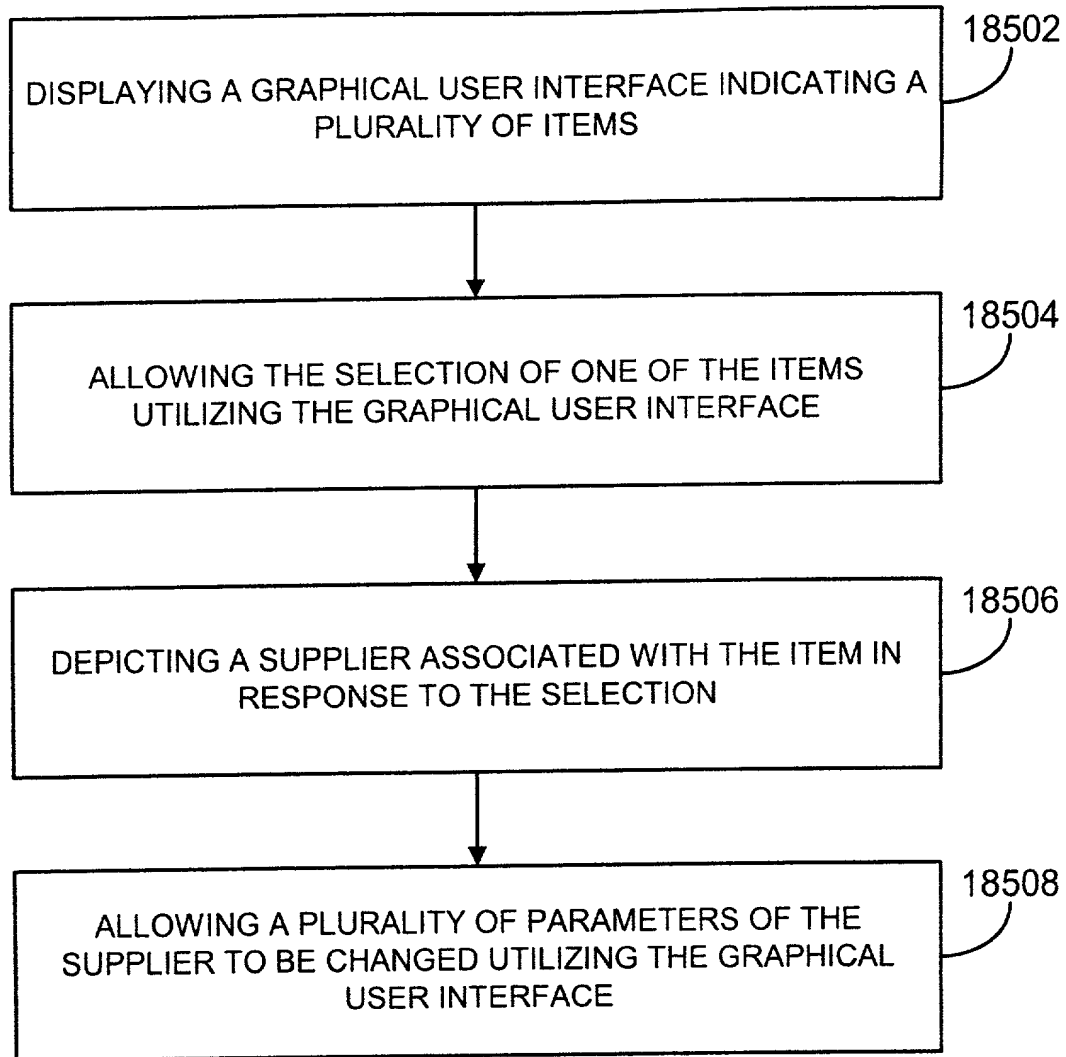 18502
DISPLAYING A GRAPHICAL USER INTERFACE INDICATING A
PLURALITY OF ITEMS
18504
ALLOWING THE SELECTION OF ONE OF THE ITEMS
UTILIZING THE GRAPHICAL USER INTERFACE
18506
DEPICTING A SUPPLIER ASSOCIATED WITH THE ITEM IN
RESPONSE TO THE SELECTION
18508
ALLOWING A PLURALITY OF PARAMETERS OF THE
SUPPLIER TO BE CHANGED UTILIZING THE GRAPHICAL
USER INTERFACE